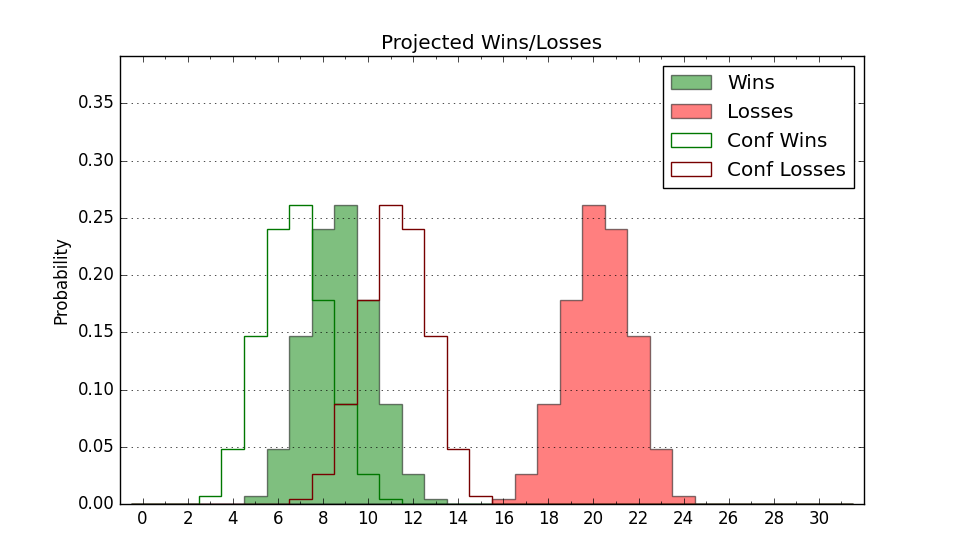 Projected Wins/Losses
Wins
Losses
Conf Wins
Conf Losses
Probability
0.35
0.30
0.25
0.20
0.15
0.10
0.05
0.00
0 2 4 6 8 10 12 14 16 18 20 22 24 26 28 30